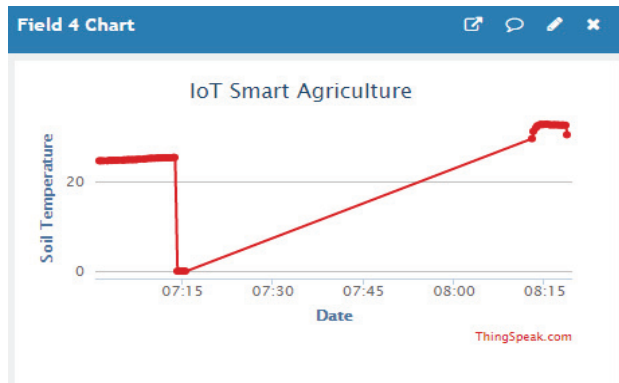 Field 4 Chart
IoT Smart Agriculture
Soil Temperature
20
0
07:15 07:30 07:45 08:00 08:15
Date
ThingSpeak.com